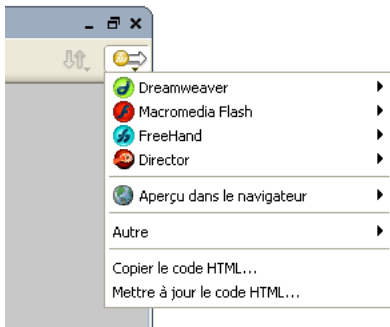 Dreamweaver
Macromedia Flash
FreeHand
Director
Aperçu dans le navigateur
Autre
Copier le code HTML...
Mettre à jour le code HTML...